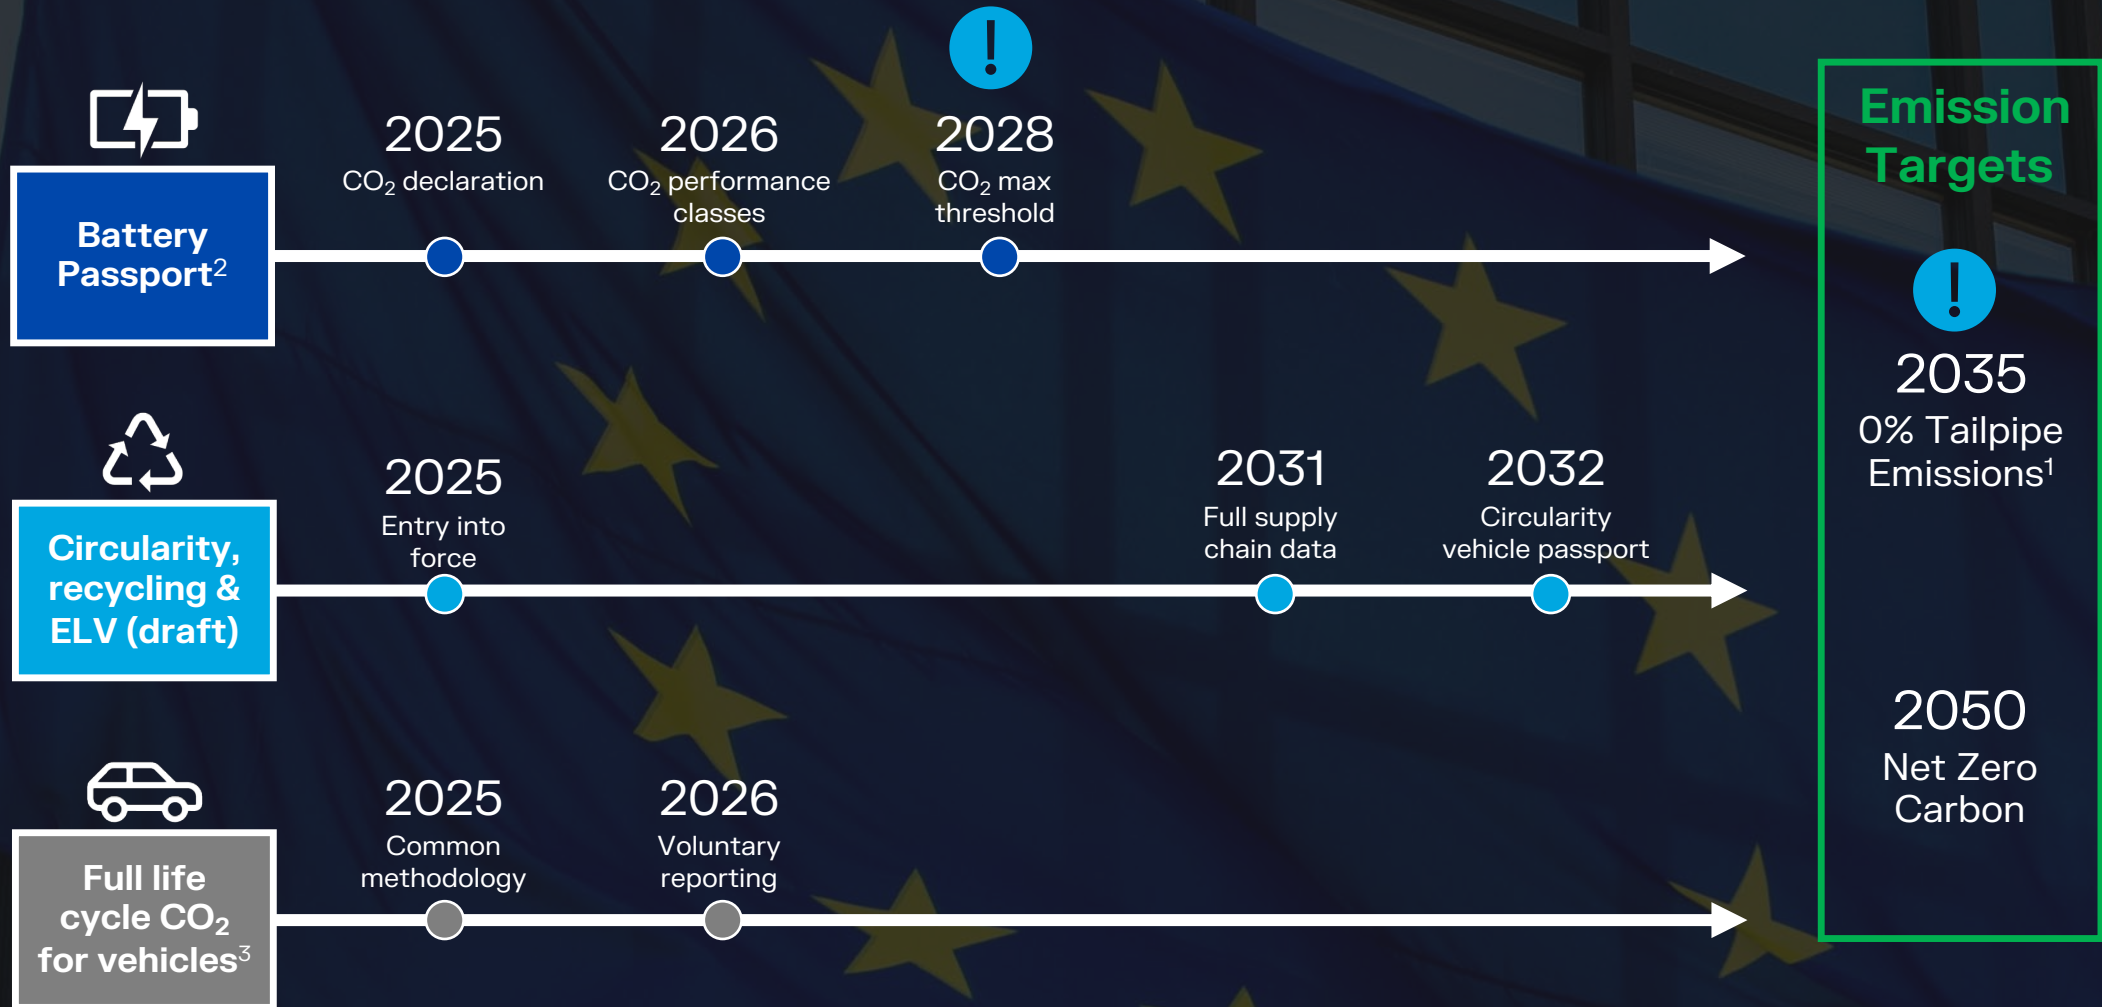 2025
CO₂ declaration
2026
CO₂ performance
classes
!
2028
CO₂ max
threshold
Battery
Passport²
2025
Entry into
force
2031
Full supply
chain data
2032
Circularity
vehicle passport
Circularity,
recycling &
ELV (draft)
2025
Common
methodology
2026
Voluntary
reporting
Full life
cycle CO₂
for vehicles³
Emission
Targets
!
2035
0% Tailpipe
Emissions¹
2050
Net Zero
Carbon